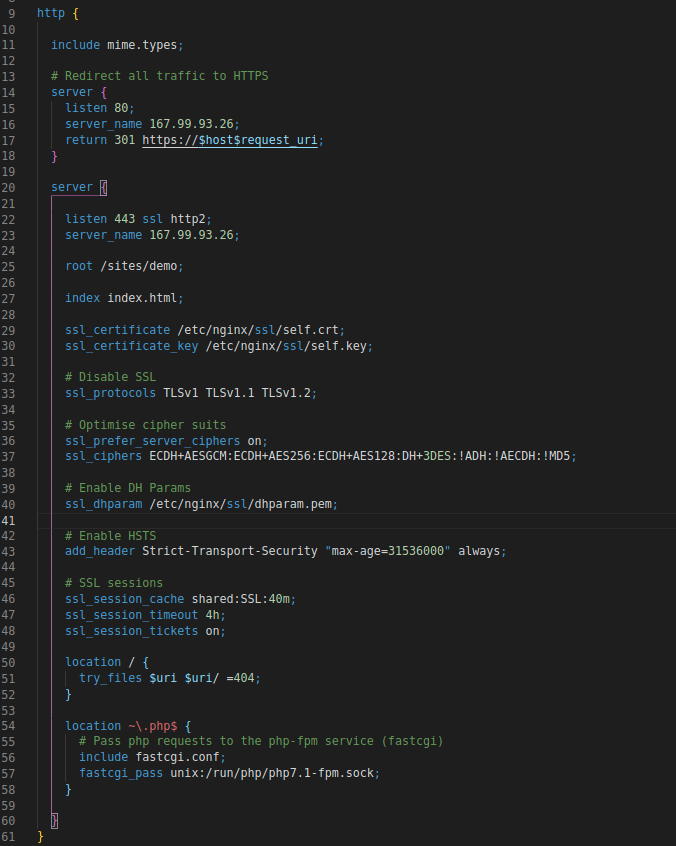 9 http {
10
11 include mime.types;
12
13 # Redirect all traffic to HTTPS
14 server {
15 listen 80;
16 server_name 167.99.93.26;
17 return 301 https://$host$request_uri;
18 }
19
20 server {
21
22 listen 443 ssl http2;
23 server_name 167.99.93.26;
24
25 root /sites/demo;
26
27 index index.html;
28
29 ssl_certificate /etc/nginx/ssl/self.crt;
30 ssl_certificate_key /etc/nginx/ssl/self.key;
31
32 # Disable SSL
33 ssl_protocols TLSv1 TLSv1.1 TLSv1.2;
34
35 # Optimise cipher suits
36 ssl_prefer_server_ciphers on;
37 ssl_ciphers ECDH+AESGCM:ECDH+AES256:ECDH+AES128:DH+3DES:!ADH:!AECDH:!MD5;
38
39 # Enable DH Params
40 ssl_dhparam /etc/nginx/ssl/dhparam.pem;
41
42 # Enable HSTS
43 add_header Strict-Transport-Security "max-age=31536000" always;
44
45 # SSL sessions
46 ssl_session_cache shared:SSL:40m;
47 ssl_session_timeout 4h;
48 ssl_session_tickets on;
49
50 location / {
51 try_files $uri $uri/ =404;
52 }
53
54 location ~\.php$ {
55 # Pass php requests to the php-fpm service (fastcgi)
56 include fastcgi.conf;
57 fastcgi_pass unix:/run/php/php7.1-fpm.sock;
58 }
59
60 }
61 }